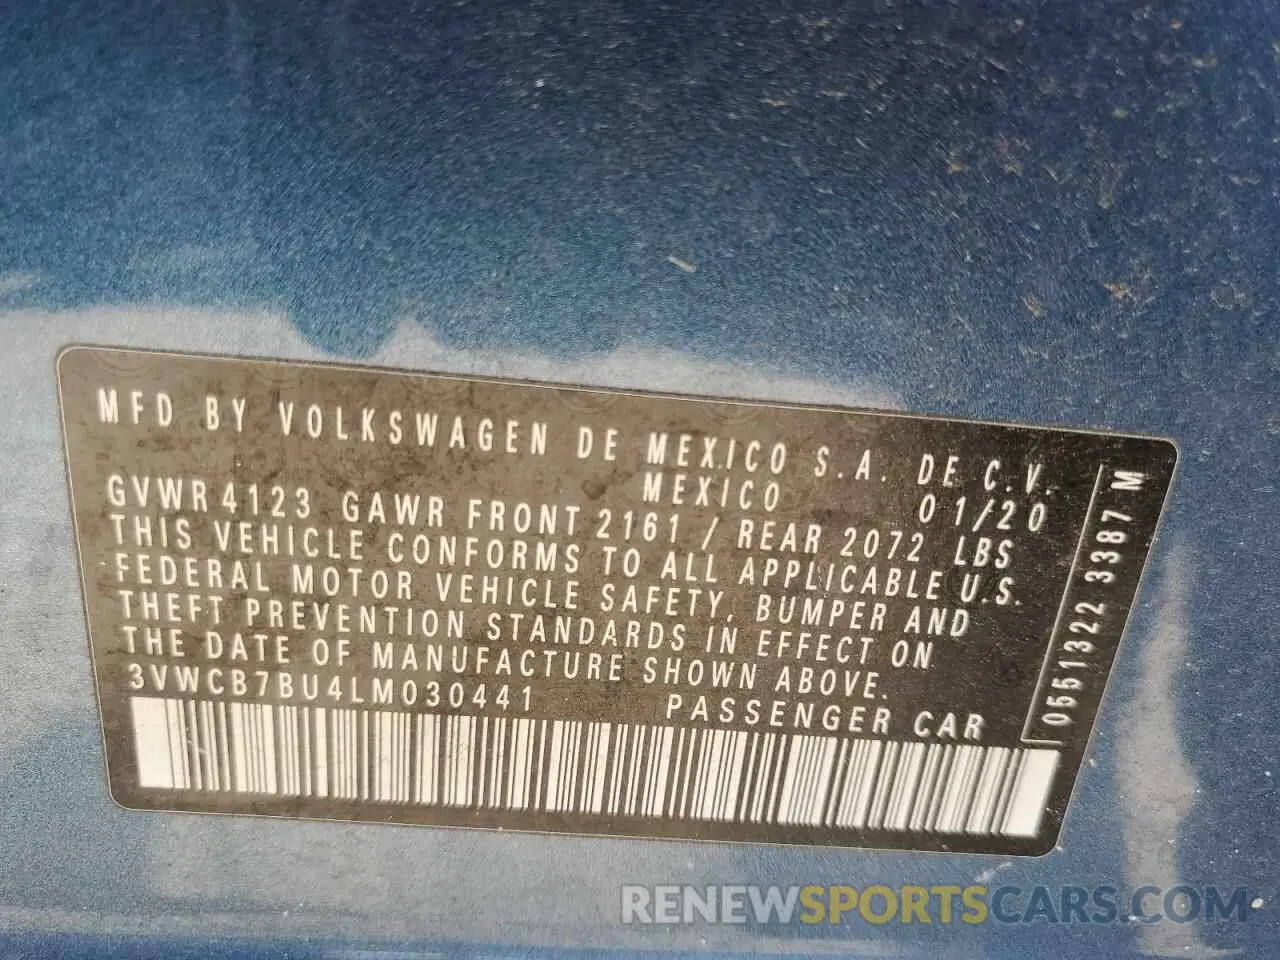 MFD BY VOLKSWAGEN DE MEXICO S.A. DE C.V.
MEXICO 01/20
GVWR 4123 GAWR FRONT 2161 / REAR 2072 LBS
THIS VEHICLE CONFORMS TO ALL APPLICABLE U.S.
FEDERAL MOTOR VEHICLE SAFETY, BUMPER AND
THEFT PREVENTION STANDARDS IN EFFECT ON
THE DATE OF MANUFACTURE SHOWN ABOVE.
3VWCB7BU4LM030441 PASSENGER CAR
0551322 3387 M
RENEWSPORTSCARS.COM